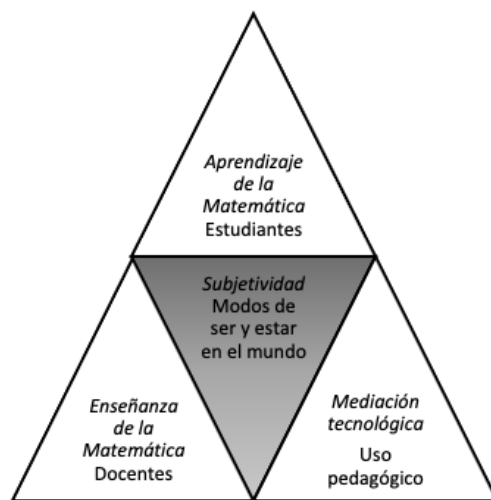 Aprendizaje
de la
Matemática
Estudiantes
Subjetividad
Modos de
ser y estar
en el mundo
Enseñanza
de la
Matemática
Docentes
Mediación
tecnológica
Uso
pedagógico